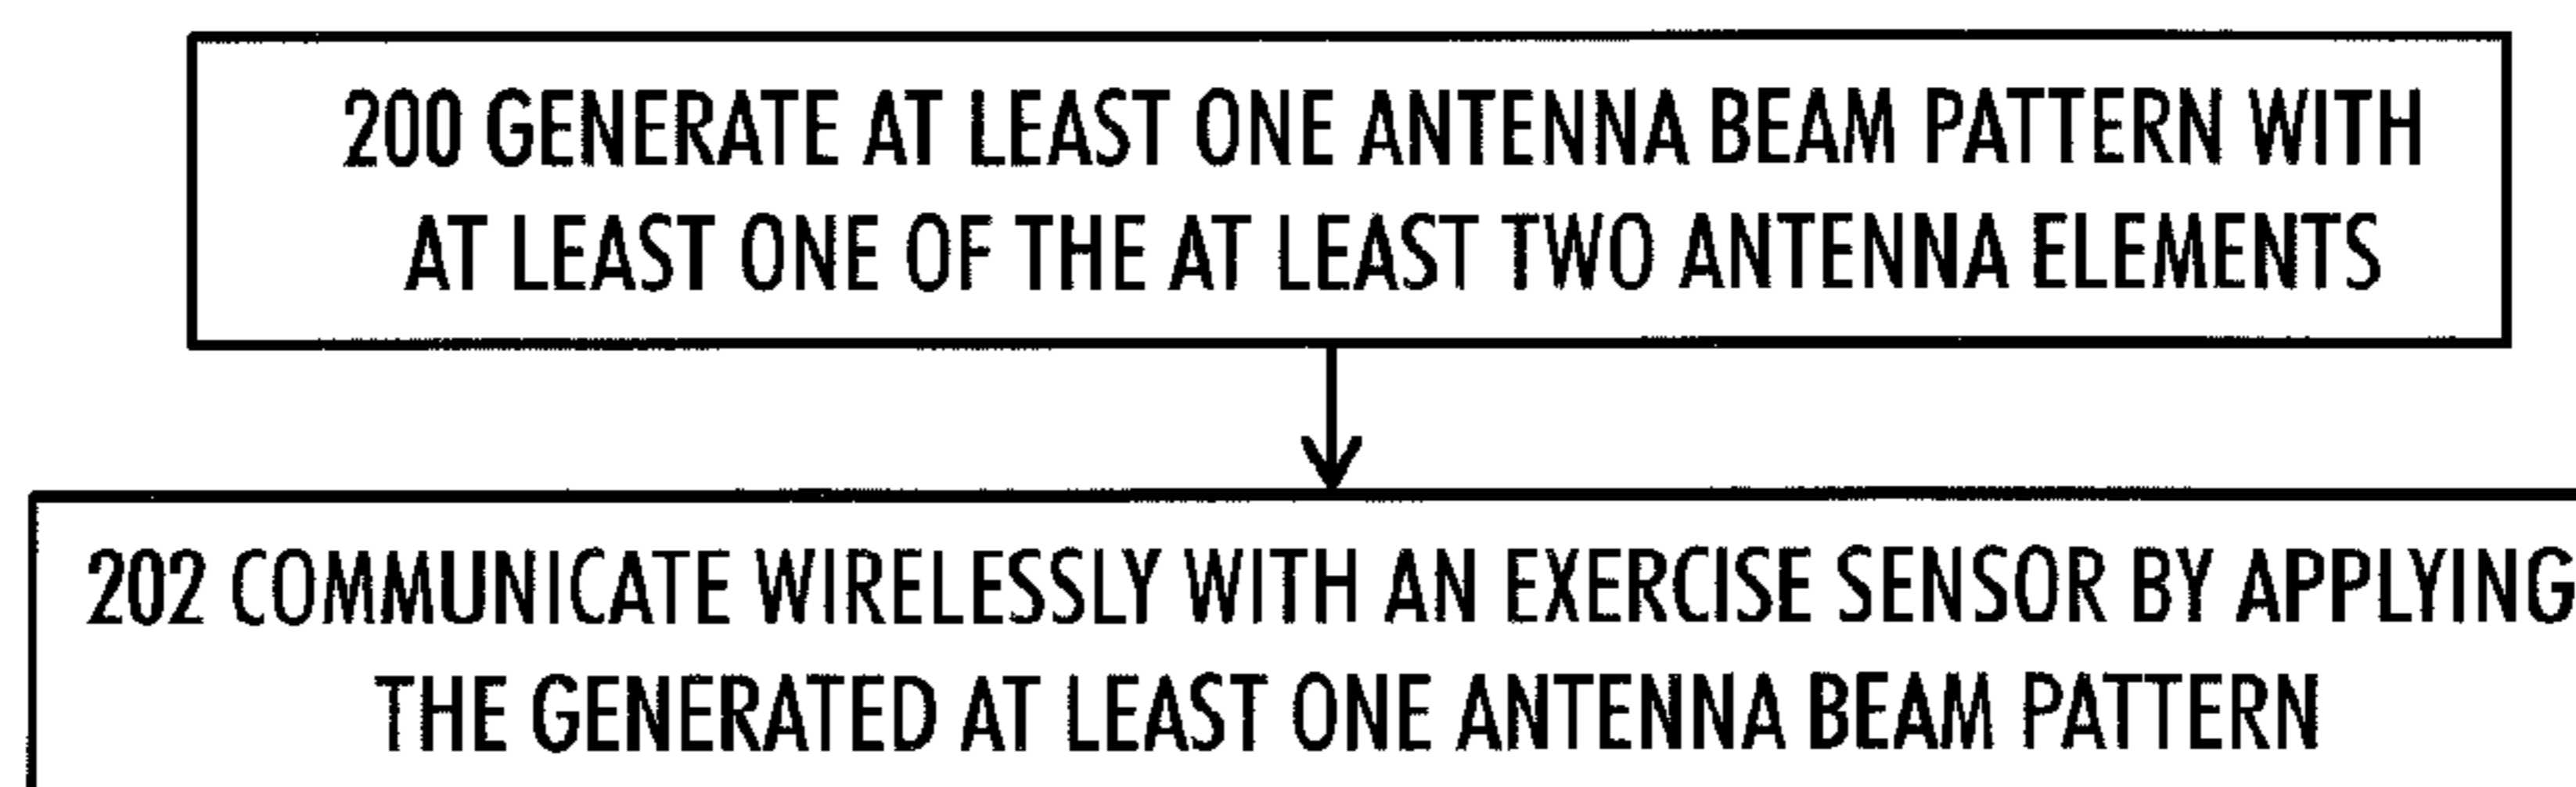 200 GENERATE AT LEAST ONE ANTENNA BEAM PATTERN WITH
AT LEAST ONE OF THE AT LEAST TWO ANTENNA ELEMENTS
202 COMMUNICATE WIRELESSLY WITH AN EXERCISE SENSOR BY APPLYING
THE GENERATED AT LEAST ONE ANTENNA BEAM PATTERN